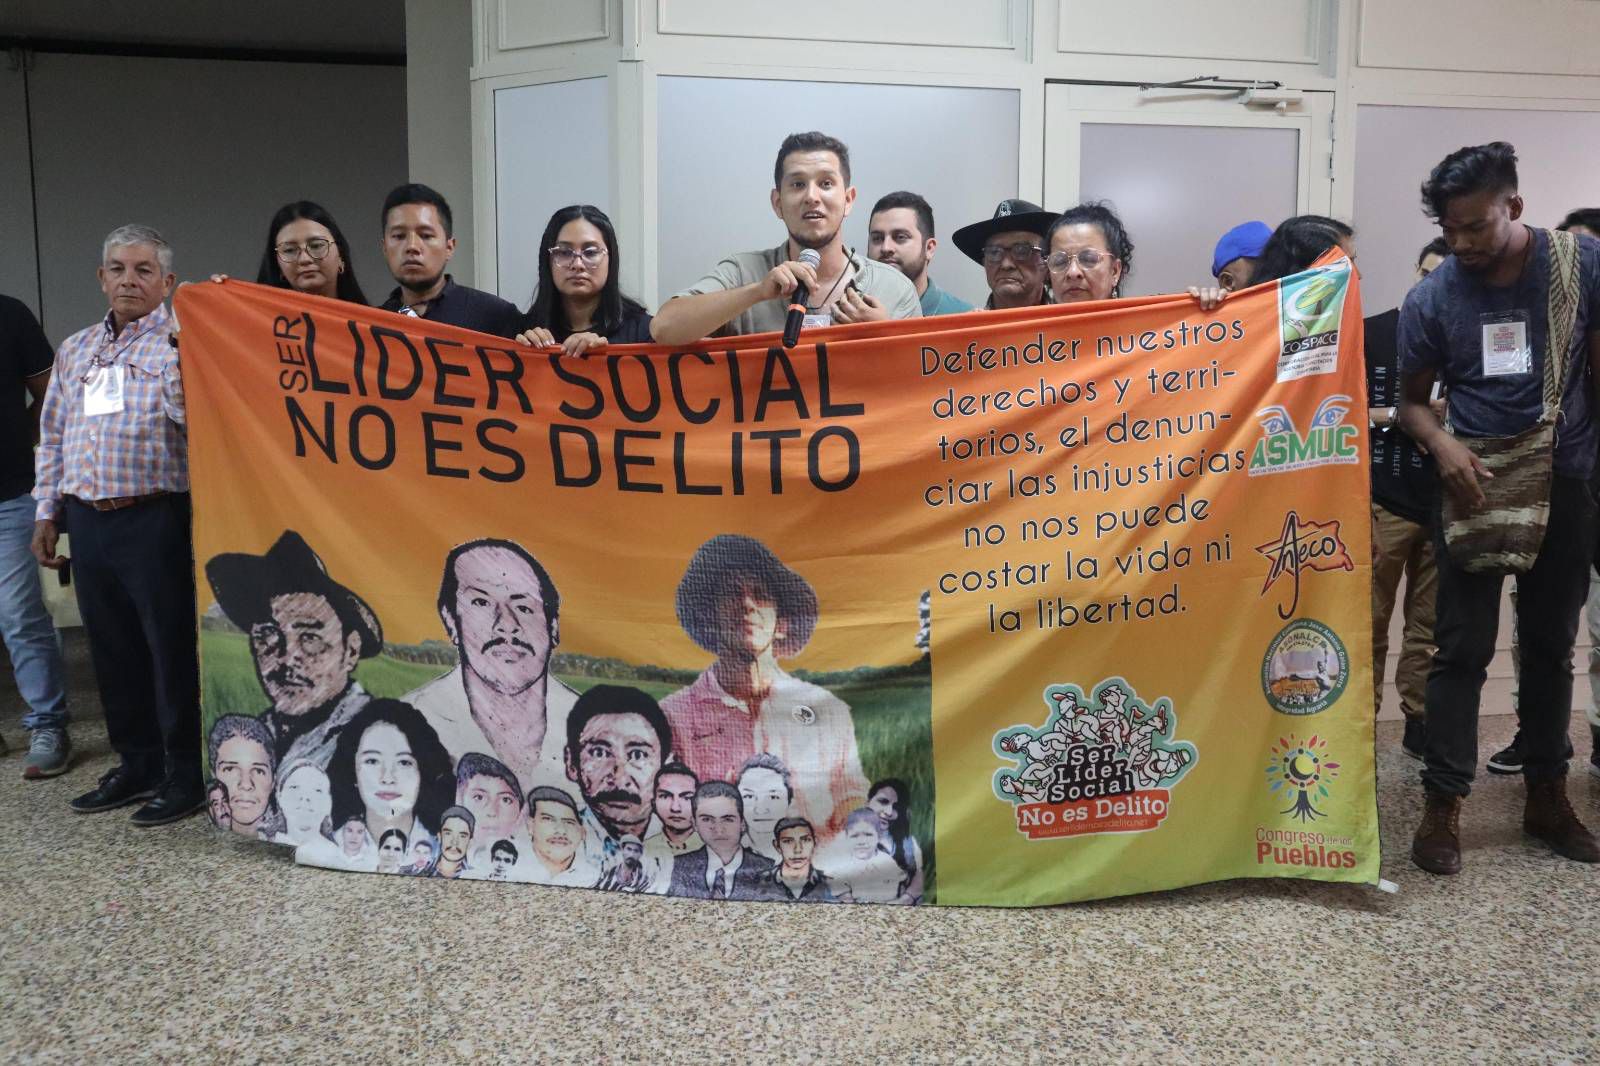 SER
LIDER SOCIAL
NO ES DELITO
Defender nuestros
derechos y terri-
torios, el denun-
ciar las injusticias
no nos puede
costar la vida ni
la libertad.
COSPACC
ASMUC
Ser
Líder
Social
No es Delito
Congreso de los
Pueblos